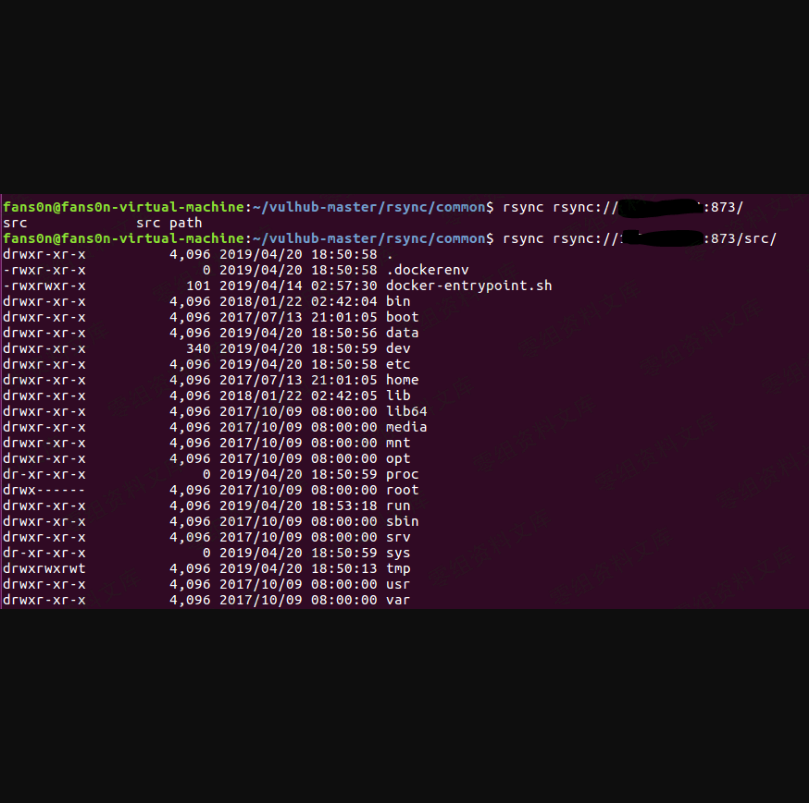 fans0n@fans0n-virtual-machine:~/vulhub-master/rsync/common$ rsync rsync://:873/
src             src path
fans0n@fans0n-virtual-machine:~/vulhub-master/rsync/common$ rsync rsync://:873/src/
drwxr-xr-x          4,096 2019/04/20 18:50:58 .
-rwxr-xr-x              0 2019/04/20 18:50:58 .dockerenv
-rwxrwxr-x            101 2019/04/14 02:57:30 docker-entrypoint.sh
drwxr-xr-x          4,096 2018/01/22 02:42:04 bin
drwxr-xr-x          4,096 2017/07/13 21:01:05 boot
drwxr-xr-x          4,096 2019/04/20 18:50:56 data
drwxr-xr-x            340 2019/04/20 18:50:59 dev
drwxr-xr-x          4,096 2019/04/20 18:50:58 etc
drwxr-xr-x          4,096 2017/07/13 21:01:05 home
drwxr-xr-x          4,096 2018/01/22 02:42:05 lib
drwxr-xr-x          4,096 2017/10/09 08:00:00 lib64
drwxr-xr-x          4,096 2017/10/09 08:00:00 media
drwxr-xr-x          4,096 2017/10/09 08:00:00 mnt
drwxr-xr-x          4,096 2017/10/09 08:00:00 opt
dr-xr-xr-x              0 2019/04/20 18:50:59 proc
drwx------          4,096 2017/10/09 08:00:00 root
drwxr-xr-x          4,096 2019/04/20 18:53:18 run
drwxr-xr-x          4,096 2017/10/09 08:00:00 sbin
drwxr-xr-x          4,096 2017/10/09 08:00:00 srv
dr-xr-xr-x              0 2019/04/20 18:50:59 sys
drwxrwxrwt          4,096 2019/04/20 18:50:13 tmp
drwxr-xr-x          4,096 2017/10/09 08:00:00 usr
drwxr-xr-x          4,096 2017/10/09 08:00:00 var